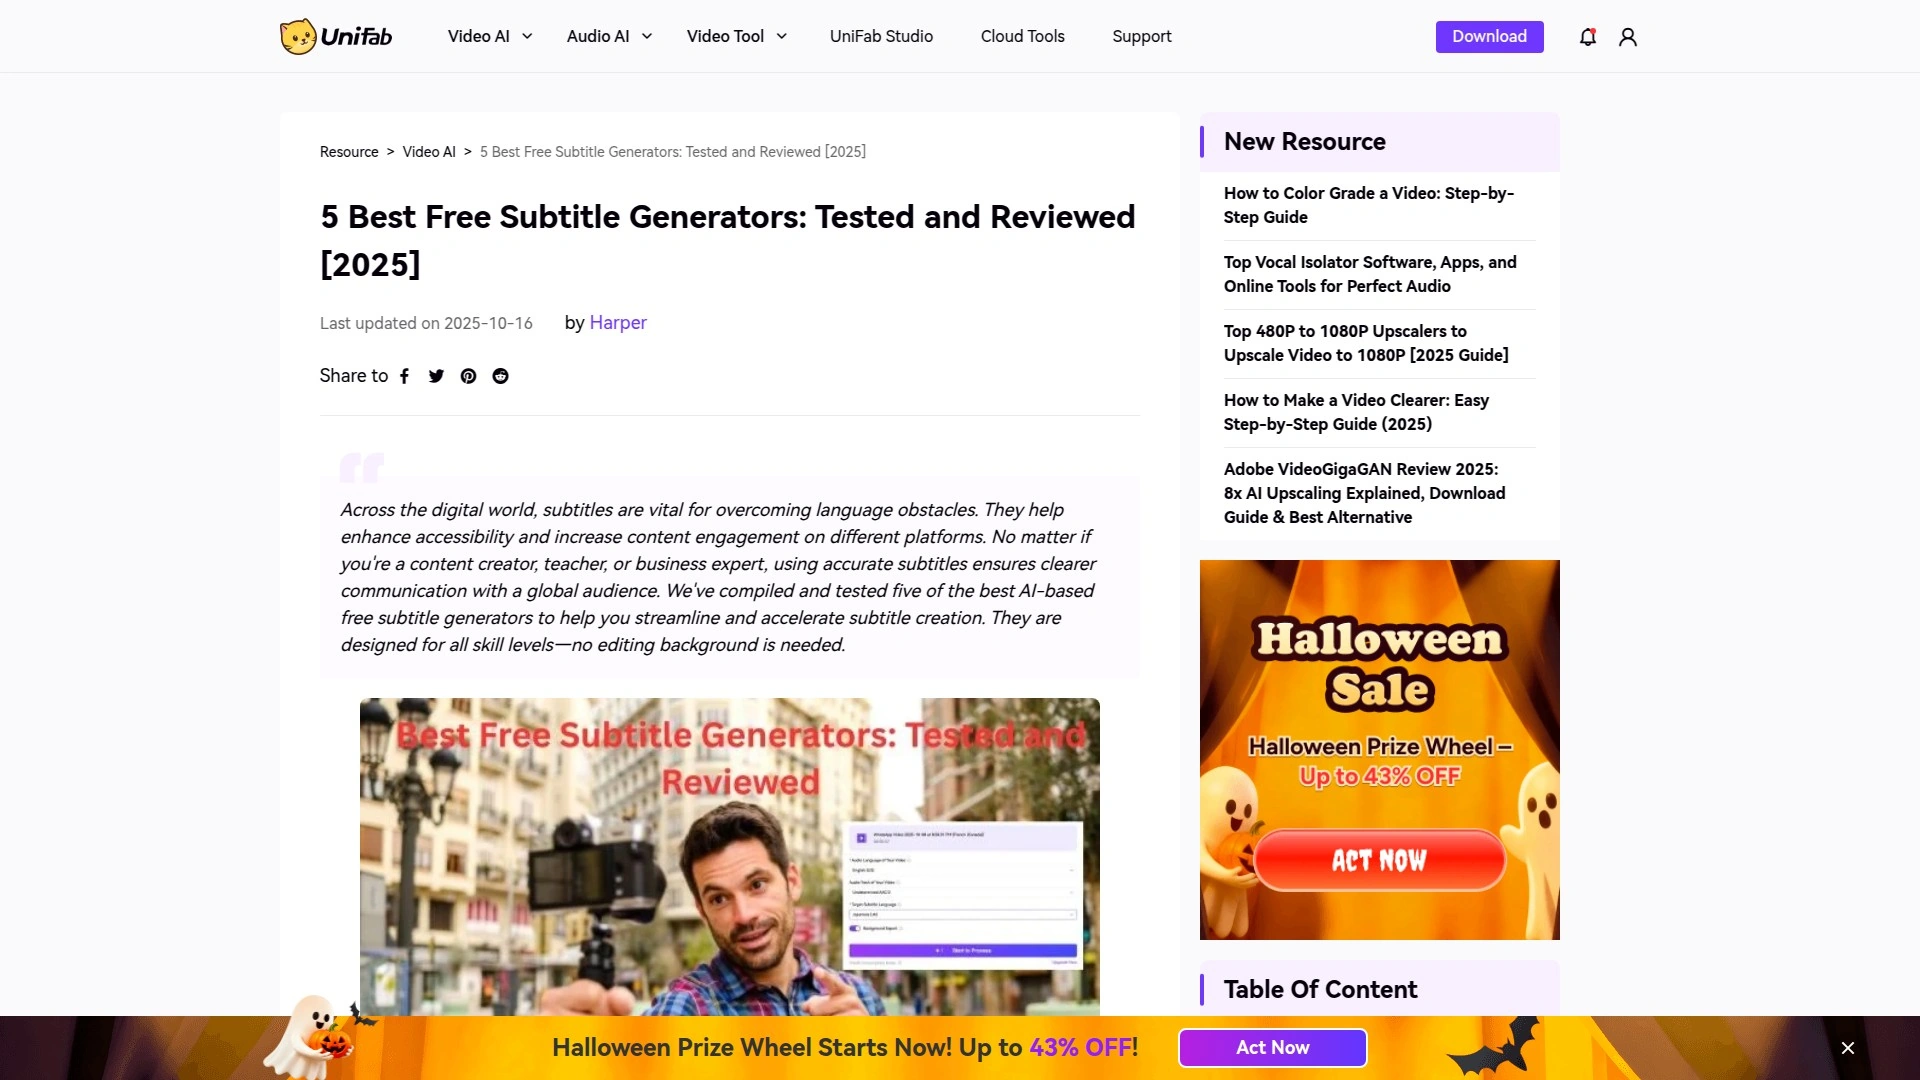 UniFab
Video AI
Audio AI
Video Tool
UniFab Studio
Cloud Tools
Support
Download
Resource > Video AI > 5 Best Free Subtitle Generators: Tested and Reviewed [2025]
5 Best Free Subtitle Generators: Tested and Reviewed
[2025]
Last updated on 2025-10-16
by Harper
Share to
Across the digital world, subtitles are vital for overcoming language obstacles. They help
enhance accessibility and increase content engagement on different platforms. No matter if
you're a content creator, teacher, or business expert, using accurate subtitles ensures clearer
communication with a global audience. We've compiled and tested five of the best AI-based
free subtitle generators to help you streamline and accelerate subtitle creation. They are
designed for all skill levels—no editing background is needed.
Best Free Subtitle Generators: Tested and
Reviewed
Start to Process
New Resource
How to Color Grade a Video: Step-by-
Step Guide
Top Vocal Isolator Software, Apps, and
Online Tools for Perfect Audio
Top 480P to 1080P Upscalers to
Upscale Video to 1080P [2025 Guide]
How to Make a Video Clearer: Easy
Step-by-Step Guide (2025)
Adobe VideoGigaGAN Review 2025:
8x AI Upscaling Explained, Download
Guide & Best Alternative
Halloween
Sale
Halloween Prize Wheel –
Up to 43% OFF
ACT NOW
Table Of Content
Halloween Prize Wheel Starts Now! Up to 43% OFF!
Act Now